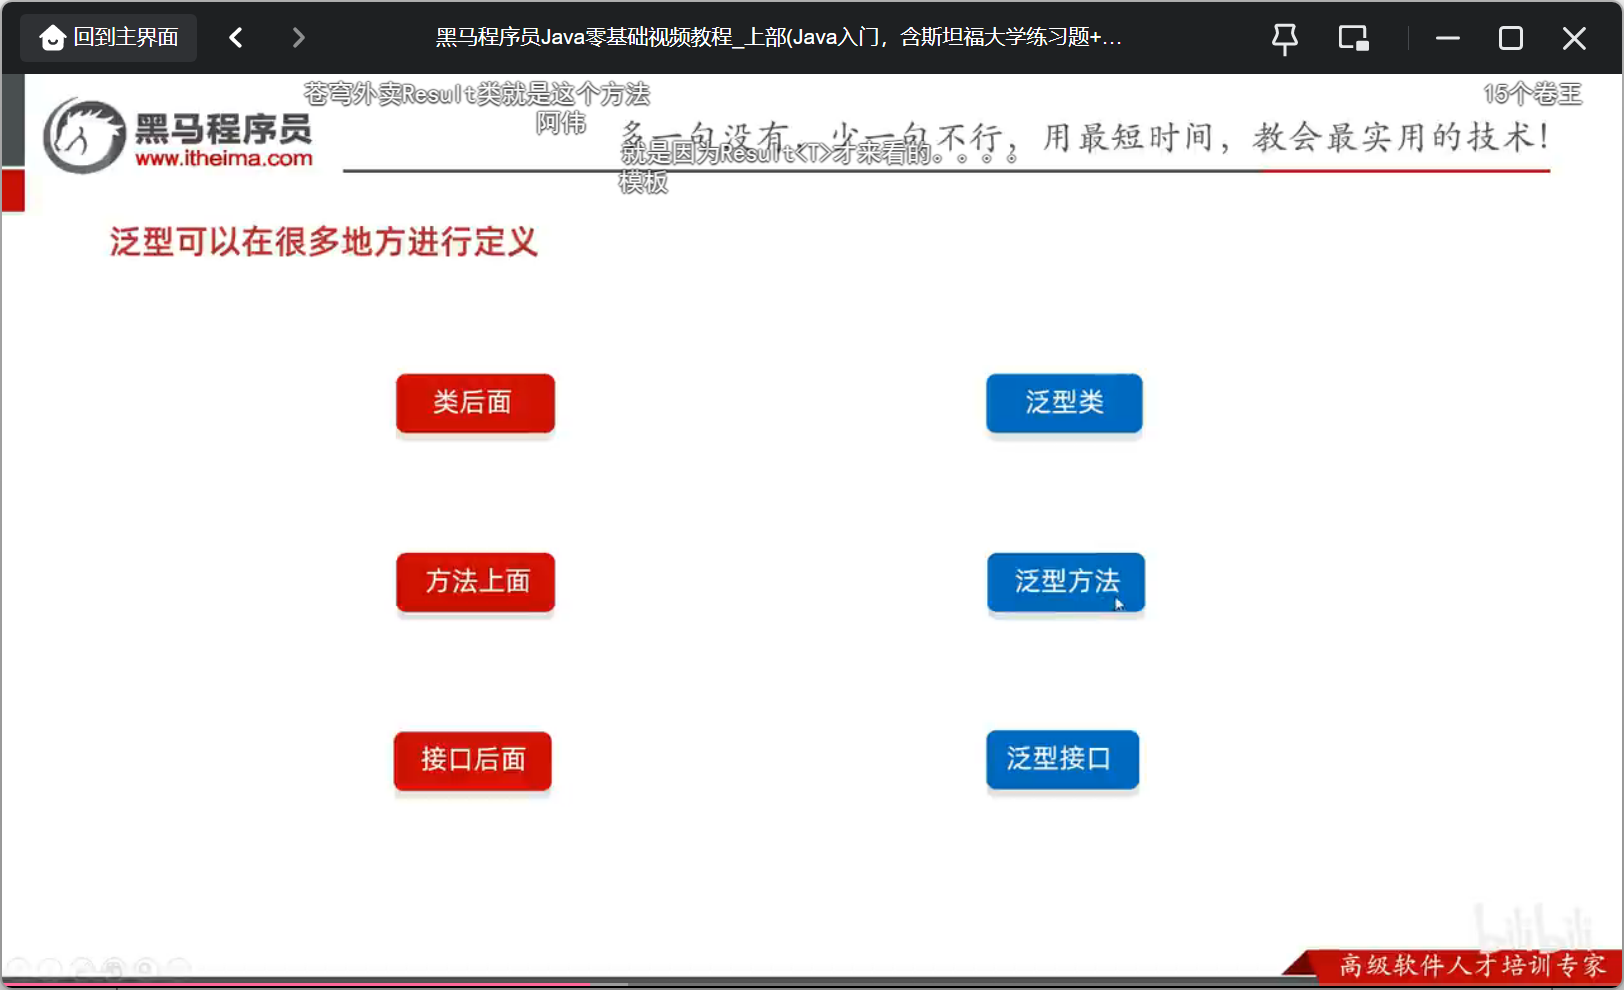 回到主界面
黑马程序员Java零基础视频教程_上部(Java入门，含斯坦福大学练习题+...
苍穹外卖Result类就是这个方法
15个卷王
阿伟
黑马程序员
www.itheima.com
多一句没有，少一句不行，用最短时间，教会最实用的技术！
就是因为Result<T>才来看的。。。。
模板
泛型可以在很多地方进行定义
类后面
泛型类
方法上面
泛型方法
接口后面
泛型接口
bilibili
高级软件人才培训专家